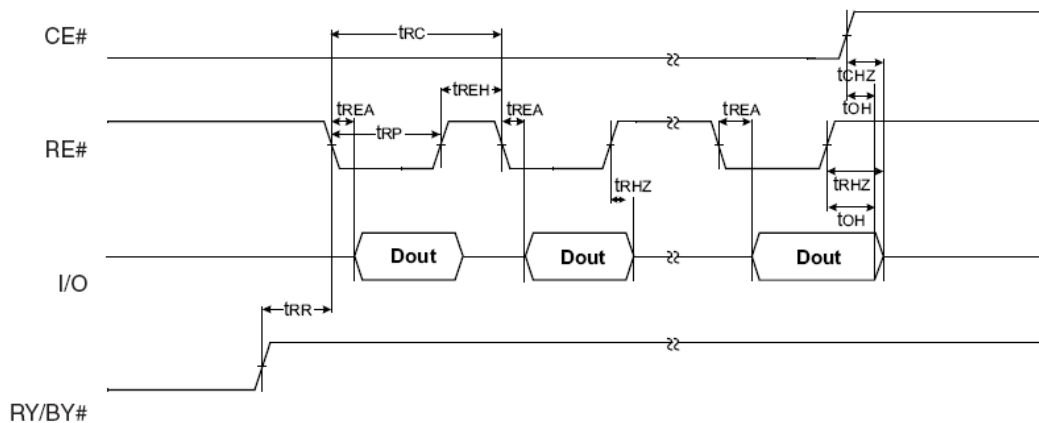 CE#
tRC
tCHZ
tREH
tOH
tREA
tREA
tREA
tRP
RE#
tRHZ
tRHZ
tOH
Dout
Dout
Dout
I/O
tRR
RY/BY#